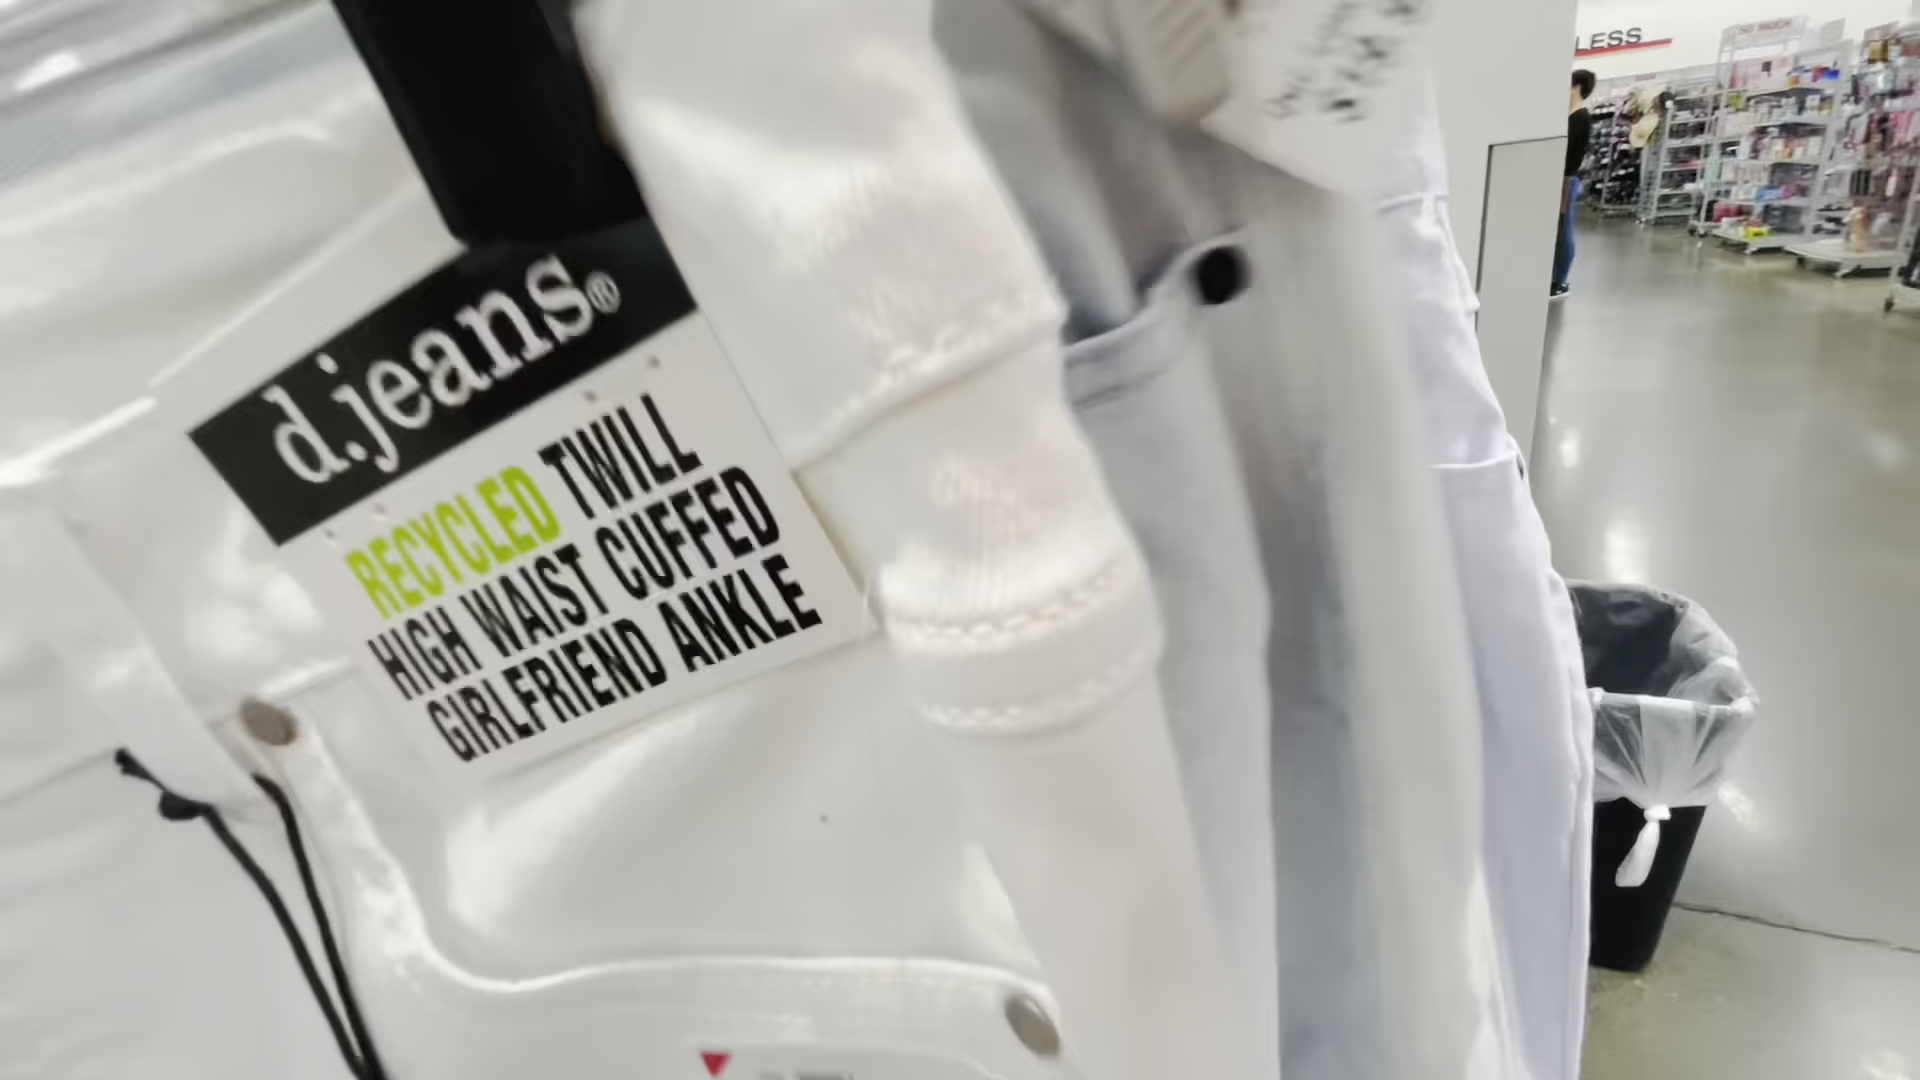 d.jeans®
RECYCLED TWILL
HIGH WAIST CUFFED
GIRLFRIEND ANKLE
LESS